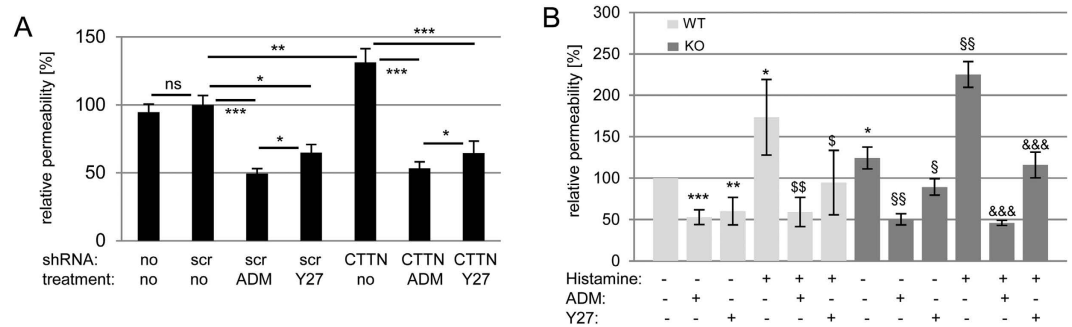 A
relative permeability [%]
150
100
50
0
ns
**
***
*
***
***
*
*
shRNA: no scr scr scr CTTN CTTN CTTN
treatment: no no ADM Y27 no ADM Y27
B
relative permeability [%]
300
250
200
150
100
50
0
WT
KO
*** ** * $$ $ * §§ § §§ &&& &&&
Histamine: - - - + + + - - - + + +
ADM: - + - - + - - + - - + -
Y27: - - + - - + - - + - - +